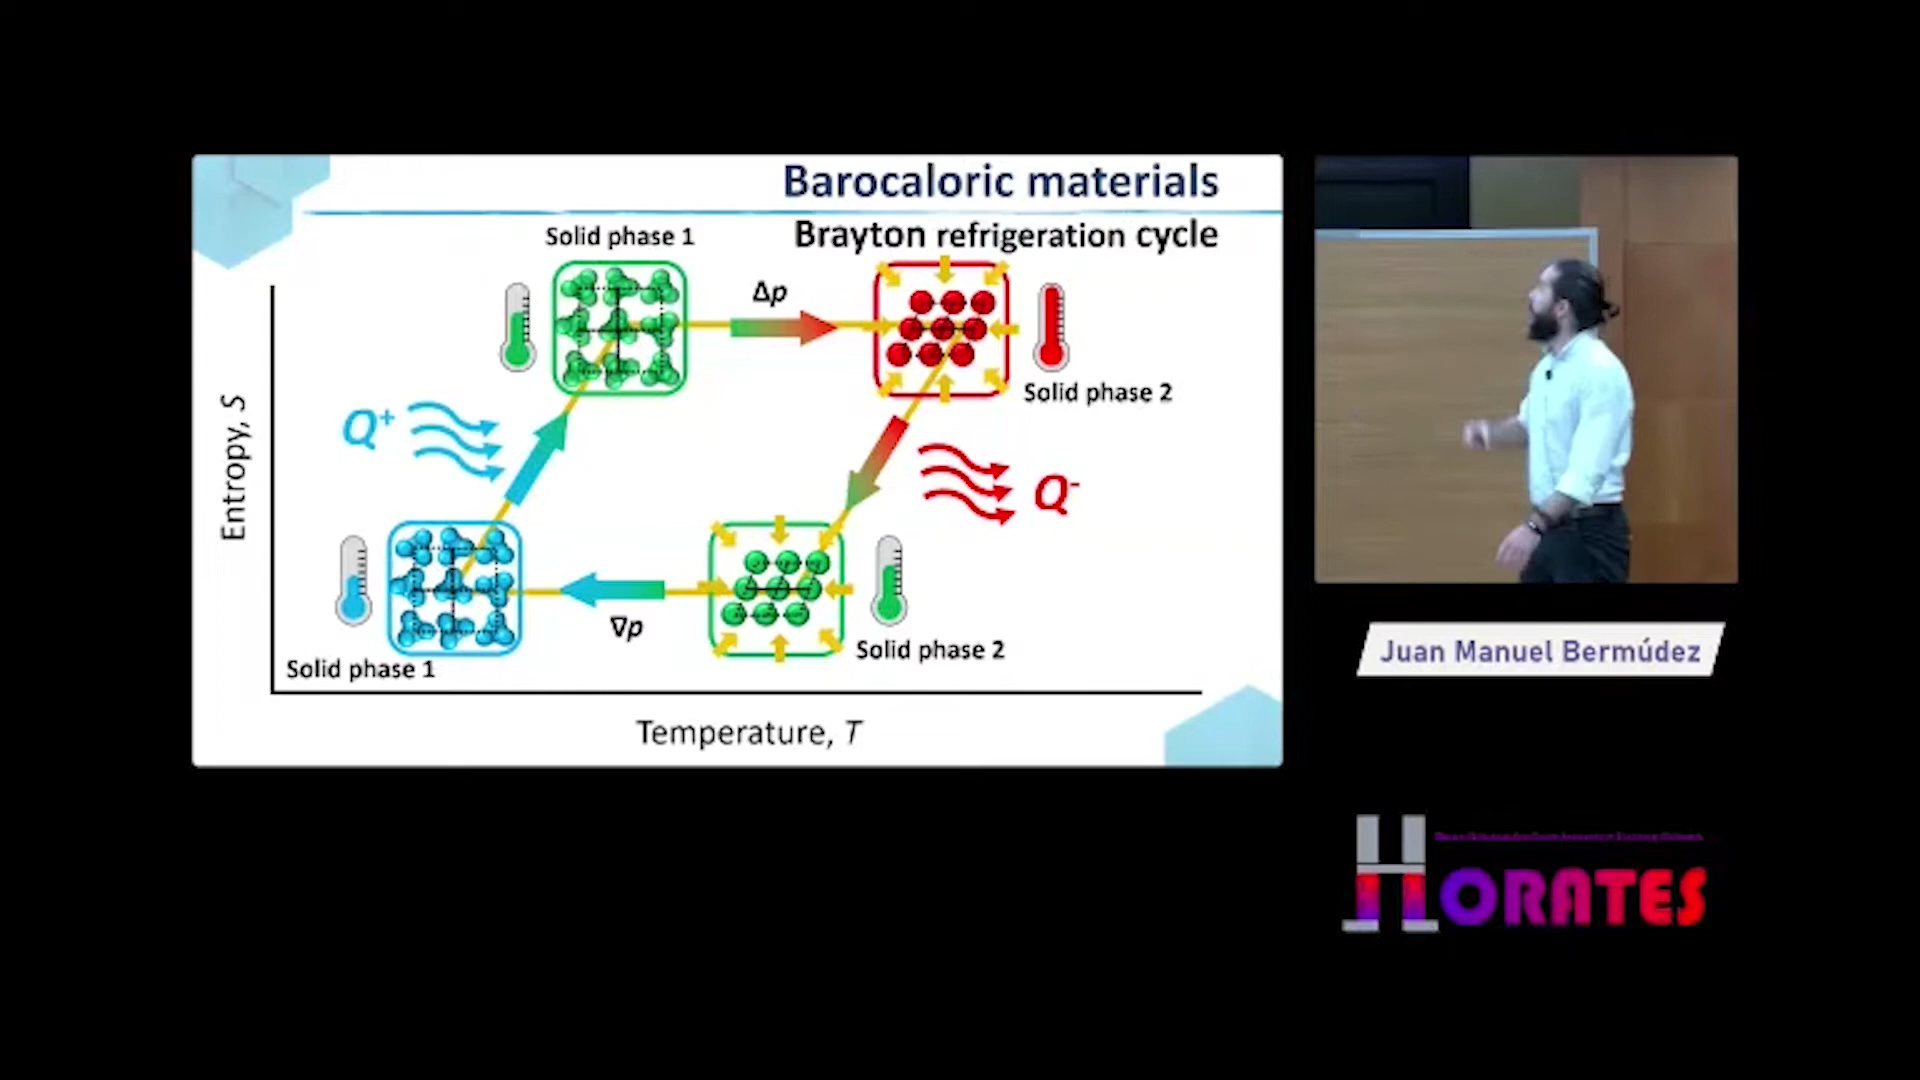 Barocaloric materials
Brayton refrigeration cycle
Solid phase 1
Δp
Solid phase 2
Q+
Q-
Entropy, S
∇p
Solid phase 1
Solid phase 2
Temperature, T
Juan Manuel Bermúdez
HORATES